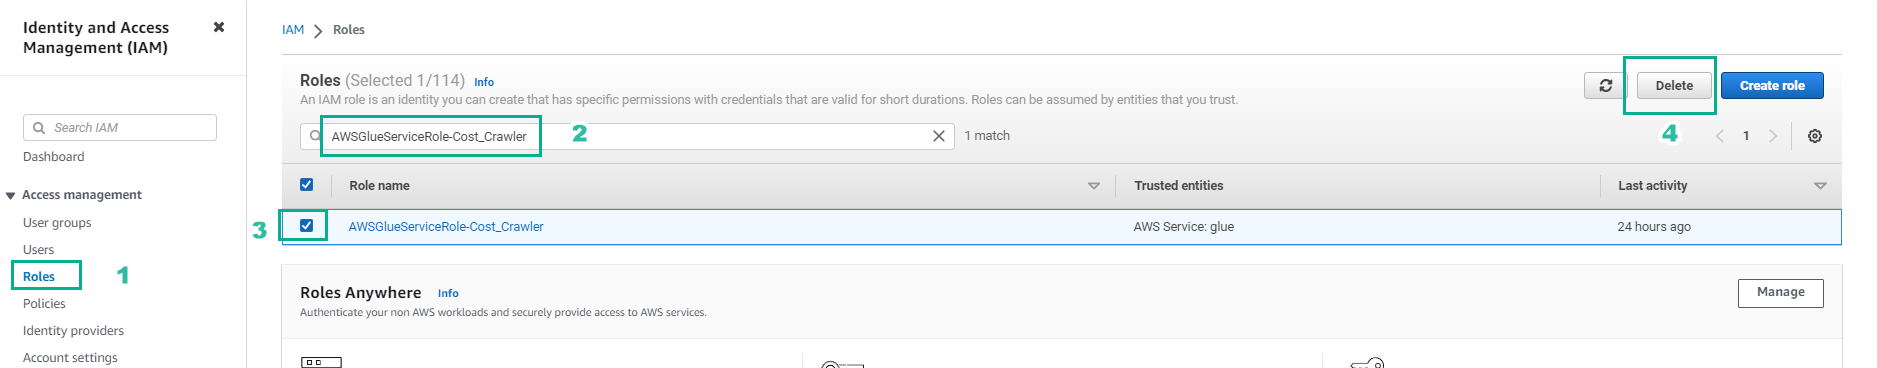 Identity and Access
Management (IAM)
Search IAM
Dashboard
Access management
User groups
Users
Roles
1
Policies
Identity providers
Account settings
IAM > Roles
Roles (Selected 1/114) Info
An IAM role is an identity you can create that has specific permissions with credentials that are valid for short durations. Roles can be assumed by entities that you trust.
Delete
Create role
4
AWSGlueServiceRole-Cost_Crawler
2
1 match
1
Role name
Trusted entities
Last activity
3
AWSGlueServiceRole-Cost_Crawler
AWS Service: glue
24 hours ago
Roles Anywhere Info
Authenticate your non AWS workloads and securely provide access to AWS services.
Manage